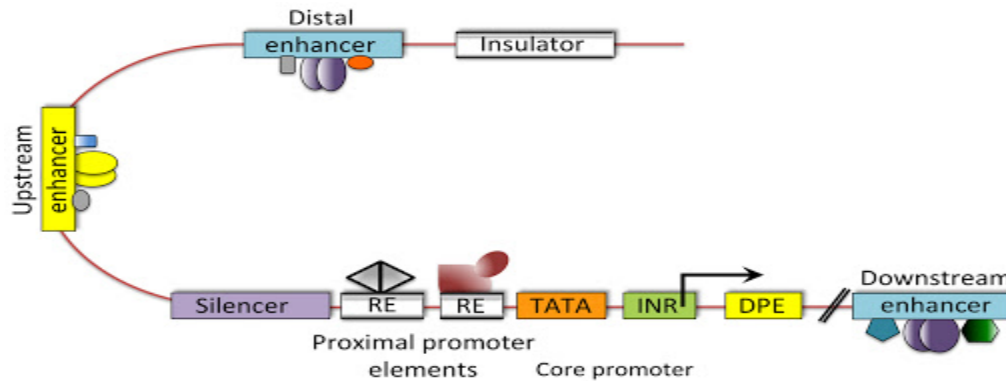 Distal
enhancer
Insulator
Upstream
enhancer
Silencer
RE
RE
TATA
INR
DPE
Downstream
enhancer
Proximal promoter
elements
Core promoter